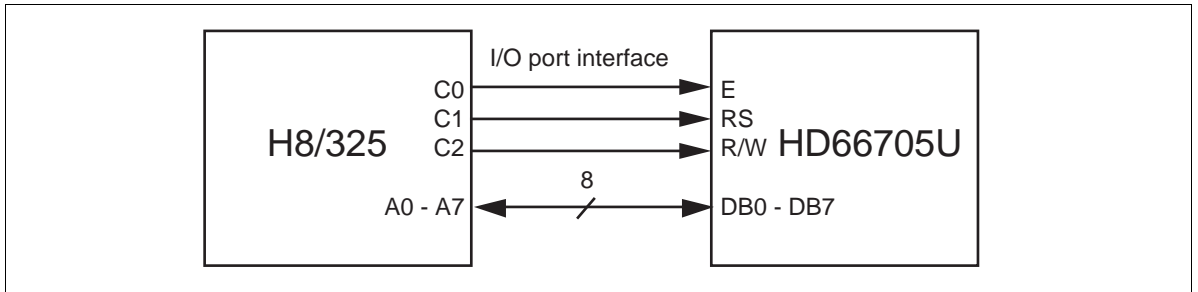 I/O port interface
C0
E
C1
RS
H8/325
C2
R/W
HD66705U
8
A0 - A7
DB0 - DB7